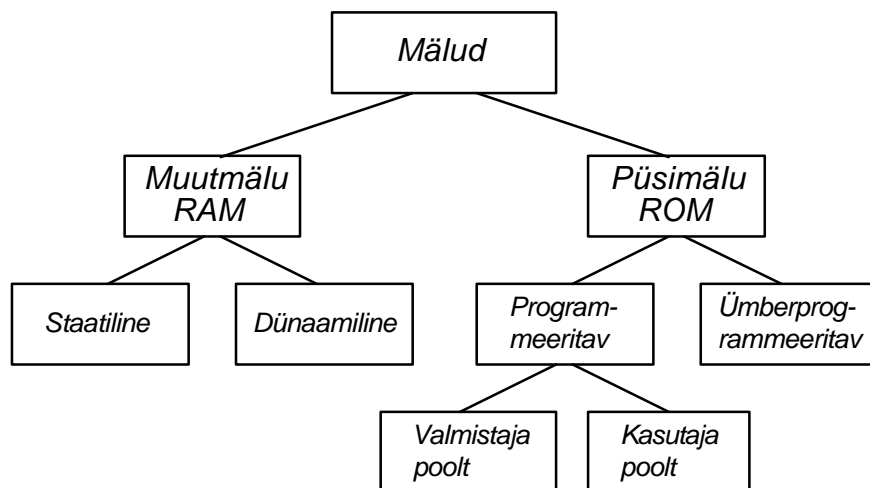 Mälud
Muutmälu
RAM
Püsimälu
ROM
Staatiline
Dünaamiline
Program-
meeritav
Ümberprog-
rammeeritav
Valmistaja
poolt
Kasutaja
poolt